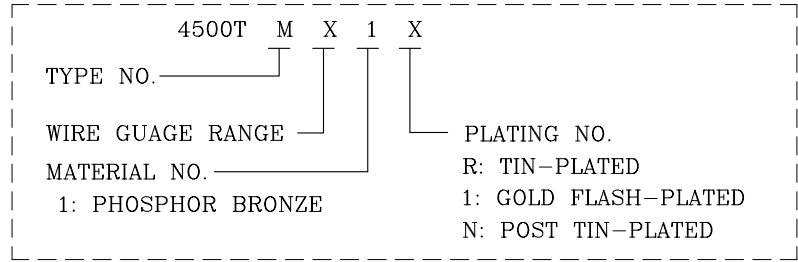 4500T M X 1 X
TYPE NO.
WIRE GUAGE RANGE
MATERIAL NO.
1: PHOSPHOR BRONZE
PLATING NO.
R: TIN-PLATED
1: GOLD FLASH-PLATED
N: POST TIN-PLATED